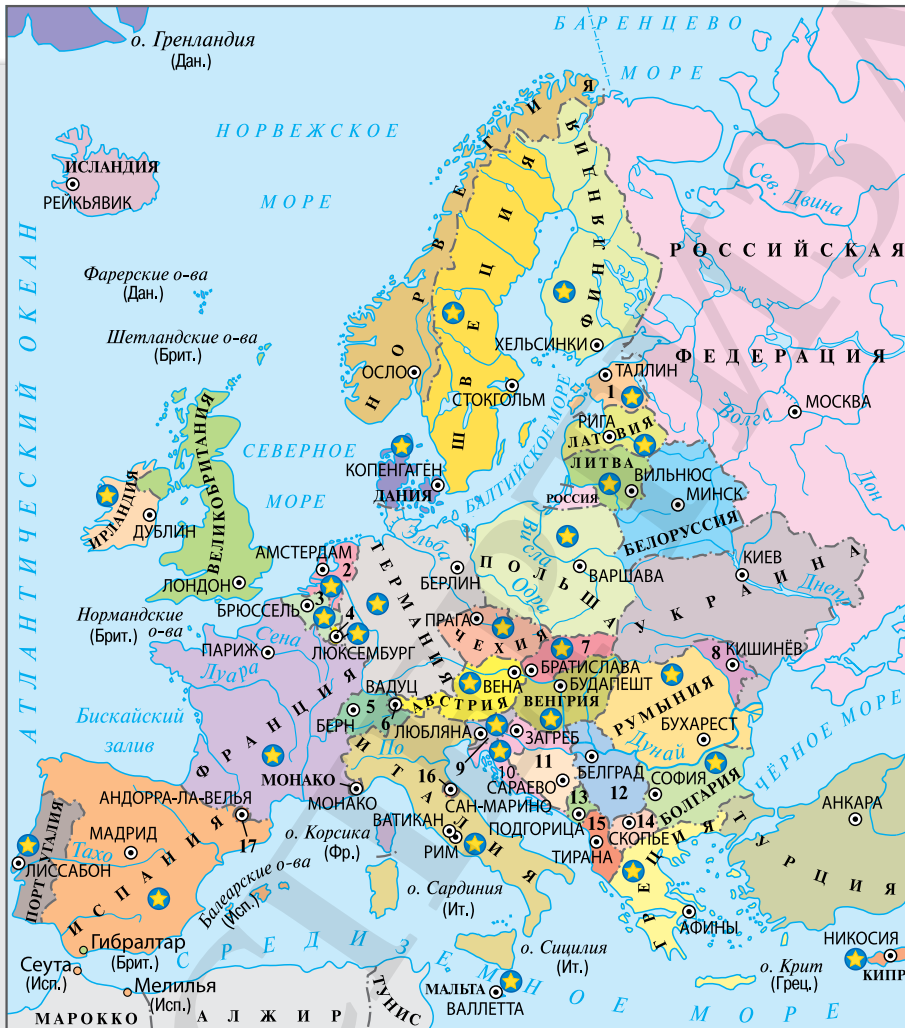 БАРЕНЦЕВО
МОРЕ
о. Гренландия
(Дан.)
НОРВЕЖСКОЕ
МОРЕ
ИСЛАНДИЯ
РЕЙКЬЯВИК
Фарерские о-ва
(Дан.)
Шетландские о-ва
(Брит.)
АТЛАНТИЧЕСКИЙ ОКЕАН
НОРВЕГИЯ
ШВЕЦИЯ
ФИНЛЯНДИЯ
Сев. Двина
РОССИЙСКАЯ
ФЕДЕРАЦИЯ
ХЕЛЬСИНКИ
ОСЛО
СТОКГОЛЬМ
ТАЛЛИН
1
МОСКВА
Волга
Дон
РИГА
ЛАТВИЯ
БАЛТИЙСКОЕ МОРЕ
СЕВЕРНОЕ
МОРЕ
КОПЕНГАГЕН
ДАНИЯ
ЛИТВА
ВИЛЬНЮС
РОССИЯ
МИНСК
БЕЛОРУССИЯ
ВЕЛИКОБРИТАНИЯ
ИРЛАНДИЯ
ДУБЛИН
ЛОНДОН
АМСТЕРДАМ
2
Эльба
ГЕРМАНИЯ
БЕРЛИН
ПОЛЬША
Висла
ВАРШАВА
Одра
КИЕВ
УКРАИНА
Днепр
БРЮССЕЛЬ
3
4
Нормандские
о-ва
(Брит.)
Сена
ПАРИЖ
ЛЮКСЕМБУРГ
Луара
ПРАГА
ЧЕХИЯ
7
БРАТИСЛАВА
8
КИШИНЁВ
ВАДУЦ
ВЕНА
АВСТРИЯ
БУДАПЕШТ
ВЕНГРИЯ
РУМЫНИЯ
БУХАРЕСТ
Бискайский
залив
ФРАНЦИЯ
БЕРН
5
6
ЛЮБЛЯНА
ЗАГРЕБ
Дунай
ЧЁРНОЕ МОРЕ
По
ИТАЛИЯ
9
10
11
БЕЛГРАД
12
СОФИЯ
БОЛГАРИЯ
МОНАКО
МОНАКО
16
САН-МАРИНО
САРАЕВО
13
ПОДГОРИЦА
14
СКОПЬЕ
15
ТИРАНА
АНДОРРА-ЛА-ВЕЛЬЯ
17
о. Корсика
(Фр.)
ВАТИКАН
РИМ
АНКАРА
ТУРЦИЯ
ПОРТУГАЛИЯ
ЛИССАБОН
МАДРИД
Тахо
ИСПАНИЯ
Балеарские о-ва
(Исп.)
о. Сардиния
(Ит.)
ГРЕЦИЯ
АФИНЫ
Гибралтар
(Брит.)
Сеута
(Исп.)
Мелилья
(Исп.)
СРЕДИЗЕМНОЕ МОРЕ
о. Сицилия
(Ит.)
МАЛЬТА
ВАЛЛЕТТА
о. Крит
(Грец.)
НИКОСИЯ
КИПР
МАРОККО
АЛЖИР
ТУНИС